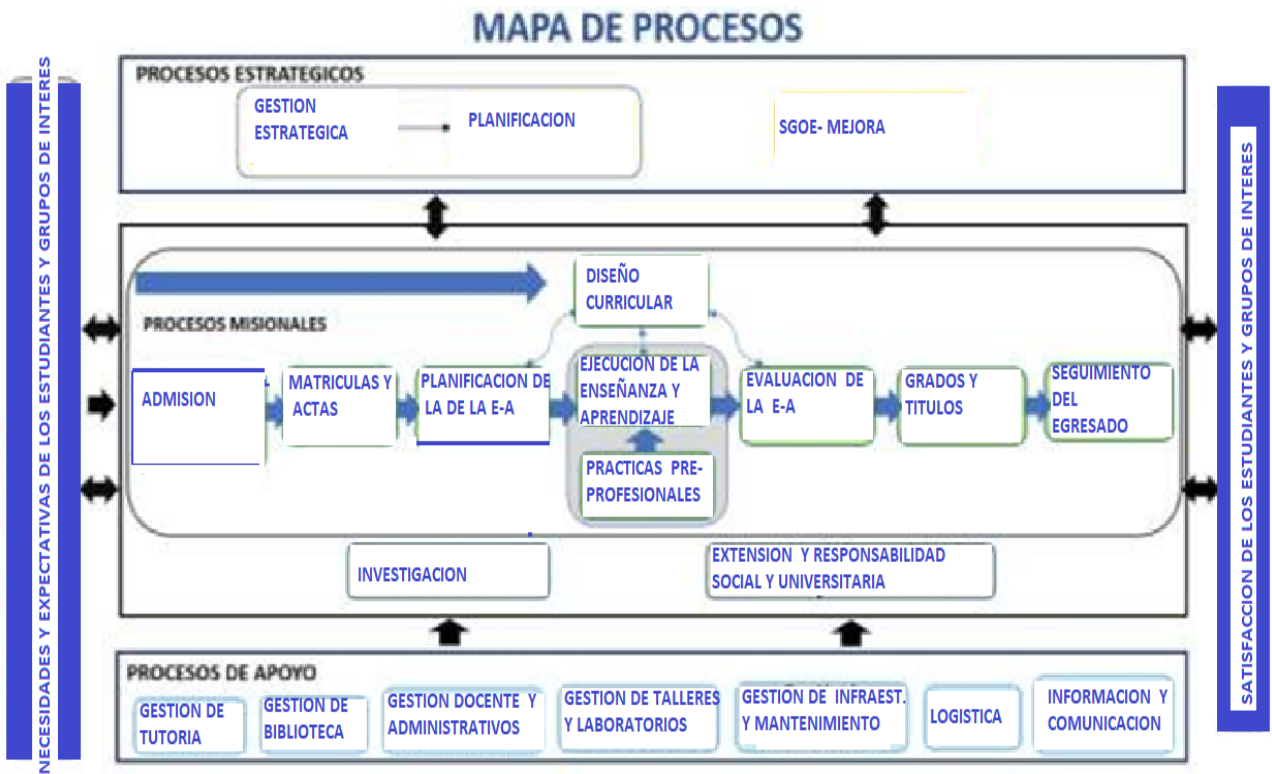 MAPA DE PROCESOS
NECESIDADES Y EXPECTATIVAS DE LOS ESTUDIANTES Y GRUPOS DE INTERES
PROCESOS ESTRATEGICOS
GESTION
ESTRATEGICA
PLANIFICACION
SGOE- MEJORA
DISEÑO
CURRICULAR
PROCESOS MISIONALES
ADMISION
MATRICULAS Y
ACTAS
PLANIFICACION DE
LA DE LA E-A
EJECUCION DE LA
ENSEÑANZA Y
APRENDIZAJE
PRACTICAS PRE-
PROFESIONALES
EVALUACION DE
LA E-A
GRADOS Y
TITULOS
SEGUIMIENTO
DEL
EGRESADO
INVESTIGACION
EXTENSION Y RESPONSABILIDAD
SOCIAL Y UNIVERSITARIA
PROCESOS DE APOYO
GESTION DE
TUTORIA
GESTION DE
BIBLIOTECA
GESTION DOCENTE Y
ADMINISTRATIVOS
GESTION DE TALLERES
Y LABORATORIOS
GESTION DE INFRAEST.
Y MANTENIMIENTO
LOGISTICA
INFORMACION Y
COMUNICACION
SATISFACCION DE LOS ESTUDIANTES Y GRUPOS DE INTERES